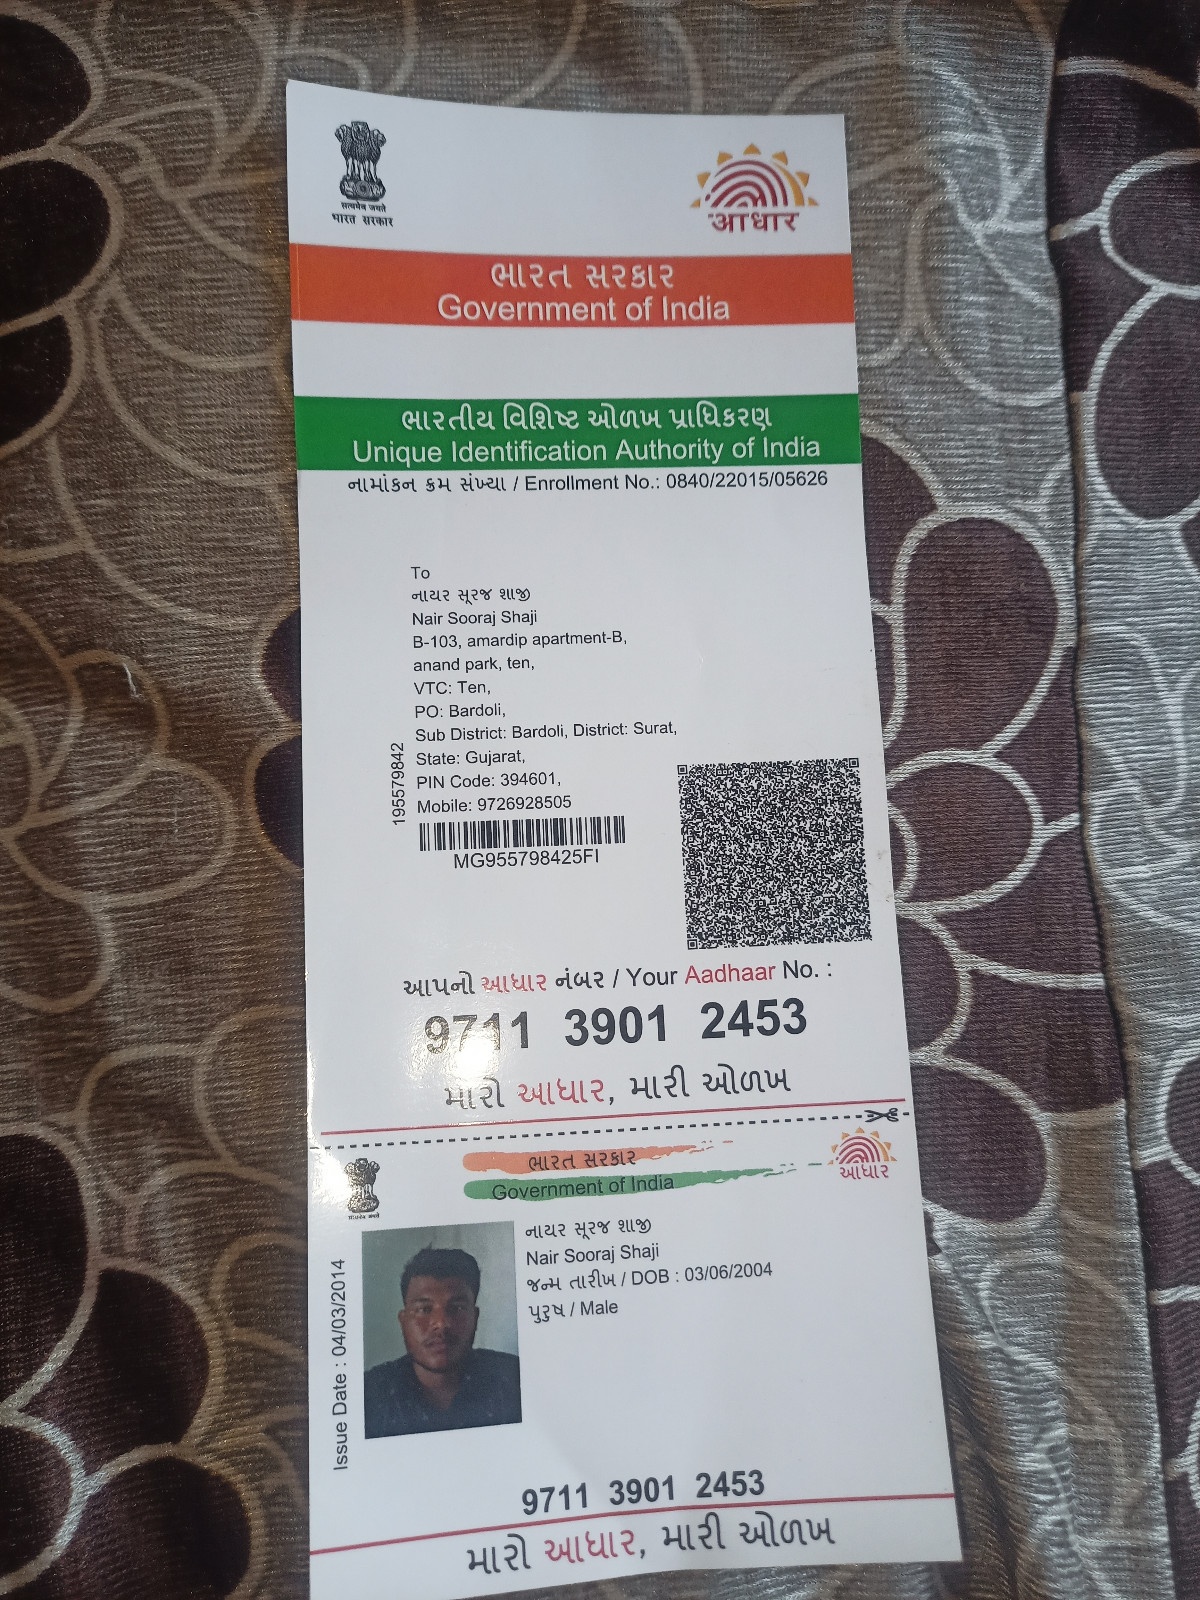 सत्यमेव जयते
भारत सरकार
आधार
ભારત સરકાર
Government of India
ભારતીય વિશિષ્ટ ઓળખ પ્રાધિકરણ
Unique Identification Authority of India
નામાંકન ક્રમ સંખ્યા / Enrollment No.: 0840/22015/05626
To
નાયર સૂરજ શાજી
Nair Sooraj Shaji
B-103, amardip apartment-B,
anand park, ten,
VTC: Ten,
PO: Bardoli,
Sub District: Bardoli, District: Surat,
State: Gujarat,
PIN Code: 394601,
Mobile: 9726928505
195579842
MG955798425FI
આપનો આધાર નંબર / Your Aadhaar No. :
9711 3901 2453
મારો આધાર, મારી ઓળખ
ભારત સરકાર
Government of India
આધાર
નાયર સૂરજ શાજી
Nair Sooraj Shaji
જન્મ તારીખ / DOB : 03/06/2004
પુરુષ / Male
Issue Date : 04/03/2014
9711 3901 2453
મારો આધાર, મારી ઓળખ